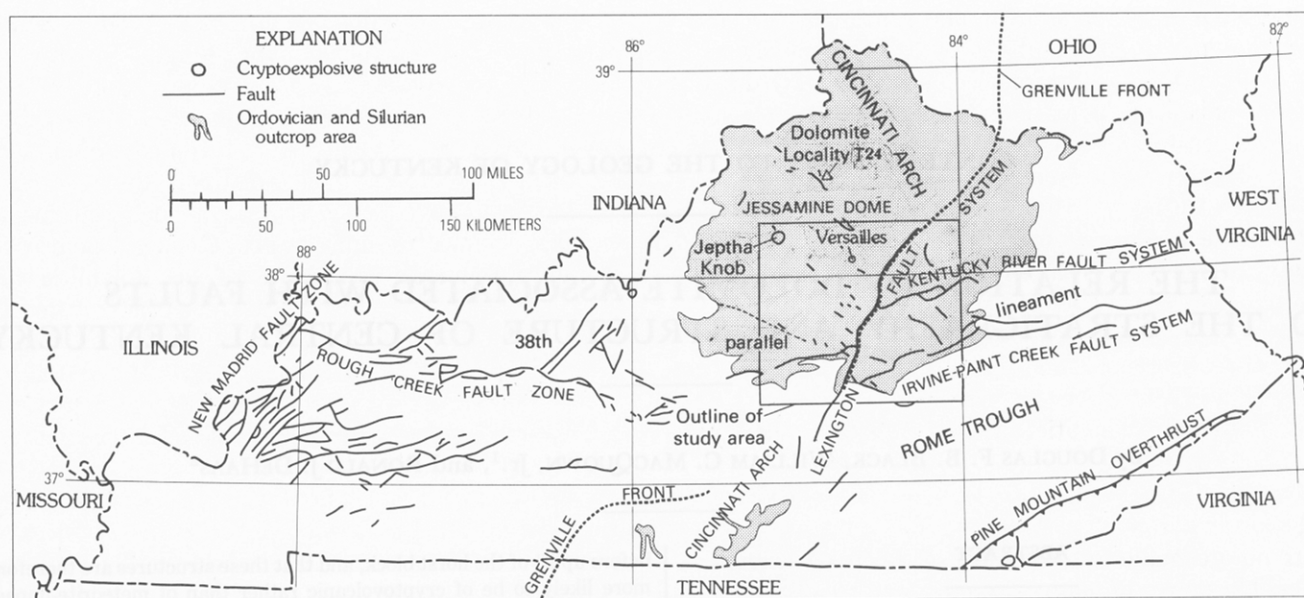 EXPLANATION
Cryptoexplosive structure
Fault
Ordovician and Silurian
outcrop area
0 50 100 MILES
0 50 100 150 KILOMETERS
86°
84°
82°
39°
88°
38°
37°
OHIO
GRENVILLE FRONT
CINCINNATI ARCH
Dolomite
Locality T24
INDIANA
JESSAMINE DOME
Jeptha
Knob
Versailles
WEST
VIRGINIA
LEXINGTON FAULT SYSTEM
KENTUCKY RIVER FAULT SYSTEM
38th parallel lineament
IRVINE-PAINT CREEK FAULT SYSTEM
ILLINOIS
NEW MADRID FAULT ZONE
ROUGH CREEK FAULT ZONE
Outline of
study area
ROME TROUGH
PINE MOUNTAIN OVERTHRUST
MISSOURI
GRENVILLE FRONT
CINCINNATI ARCH
TENNESSEE
VIRGINIA